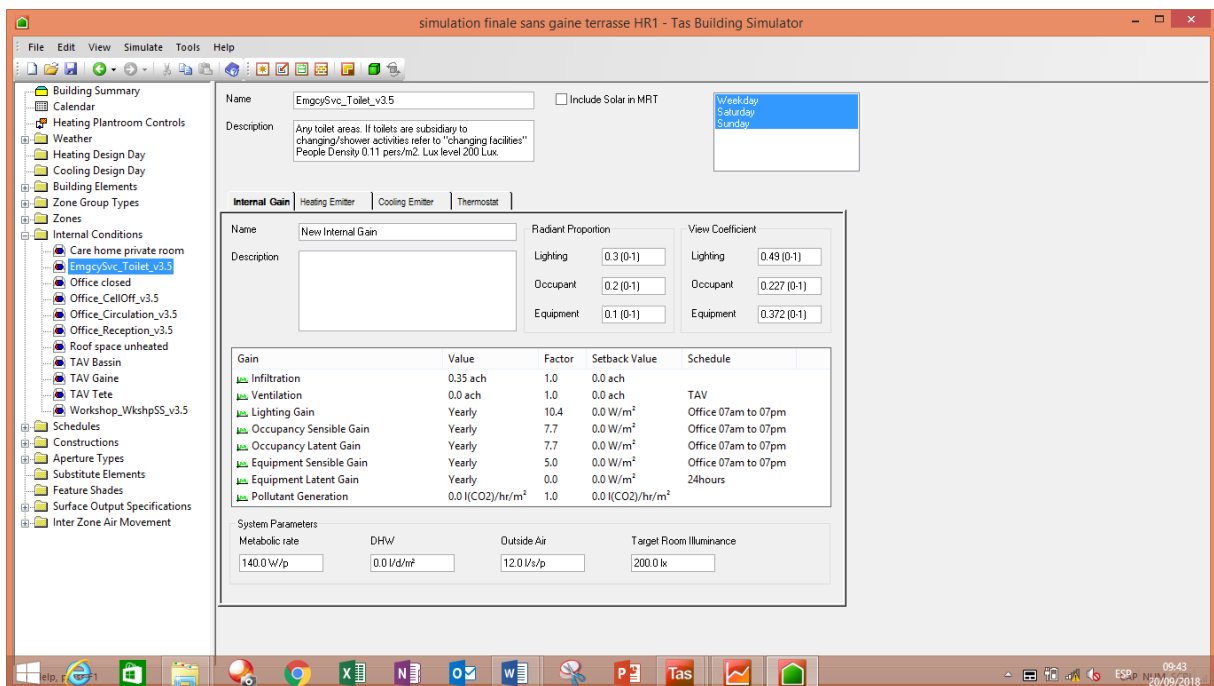 simulation finale sans gaine terrasse HR1 - Tas Building Simulator
File Edit View Simulate Tools Help
Building Summary
Calendar
Heating Plantroom Controls
Weather
Heating Design Day
Cooling Design Day
Building Elements
Zone Group Types
Zones
Internal Conditions
Care home private room
EmgcySvc_Toilet_v3.5
Office closed
Office_CellOff_v3.5
Office_Circulation_v3.5
Office_Reception_v3.5
Roof space unheated
TAV Bassin
TAV Gaine
TAV Tete
Workshop_WkshpSS_v3.5
Schedules
Constructions
Aperture Types
Substitute Elements
Feature Shades
Surface Output Specifications
Inter Zone Air Movement
Name EmgcySvc_Toilet_v3.5 Include Solar in MRT
Weekday
Saturday
Sunday
Description Any toilet areas. If toilets are subsidiary to
changing/shower activities refer to "changing facilities"
People Density 0.11 pers/m2. Lux level 200 Lux.
Internal Gain Heating Emitter Cooling Emitter Thermostat
Name New Internal Gain
Description
Radiant Proportion
Lighting 0.3 (0-1)
Occupant 0.2 (0-1)
Equipment 0.1 (0-1)
View Coefficient
Lighting 0.49 (0-1)
Occupant 0.227 (0-1)
Equipment 0.372 (0-1)
Gain Value Factor Setback Value Schedule
Infiltration 0.35 ach 1.0 0.0 ach
Ventilation 0.0 ach 1.0 0.0 ach TAV
Lighting Gain Yearly 10.4 0.0 W/m² Office 07am to 07pm
Occupancy Sensible Gain Yearly 7.7 0.0 W/m² Office 07am to 07pm
Occupancy Latent Gain Yearly 7.7 0.0 W/m² Office 07am to 07pm
Equipment Sensible Gain Yearly 5.0 0.0 W/m² Office 07am to 07pm
Equipment Latent Gain Yearly 0.0 0.0 W/m² 24hours
Pollutant Generation 0.0 l(CO2)/hr/m² 1.0 0.0 l(CO2)/hr/m²
System Parameters
Metabolic rate DHW Outside Air Target Room Illuminance
140.0 W/p 0.0 l/d/m² 12.0 l/s/p 200.0 lx
Tas
ESP
09:43
20/09/2018